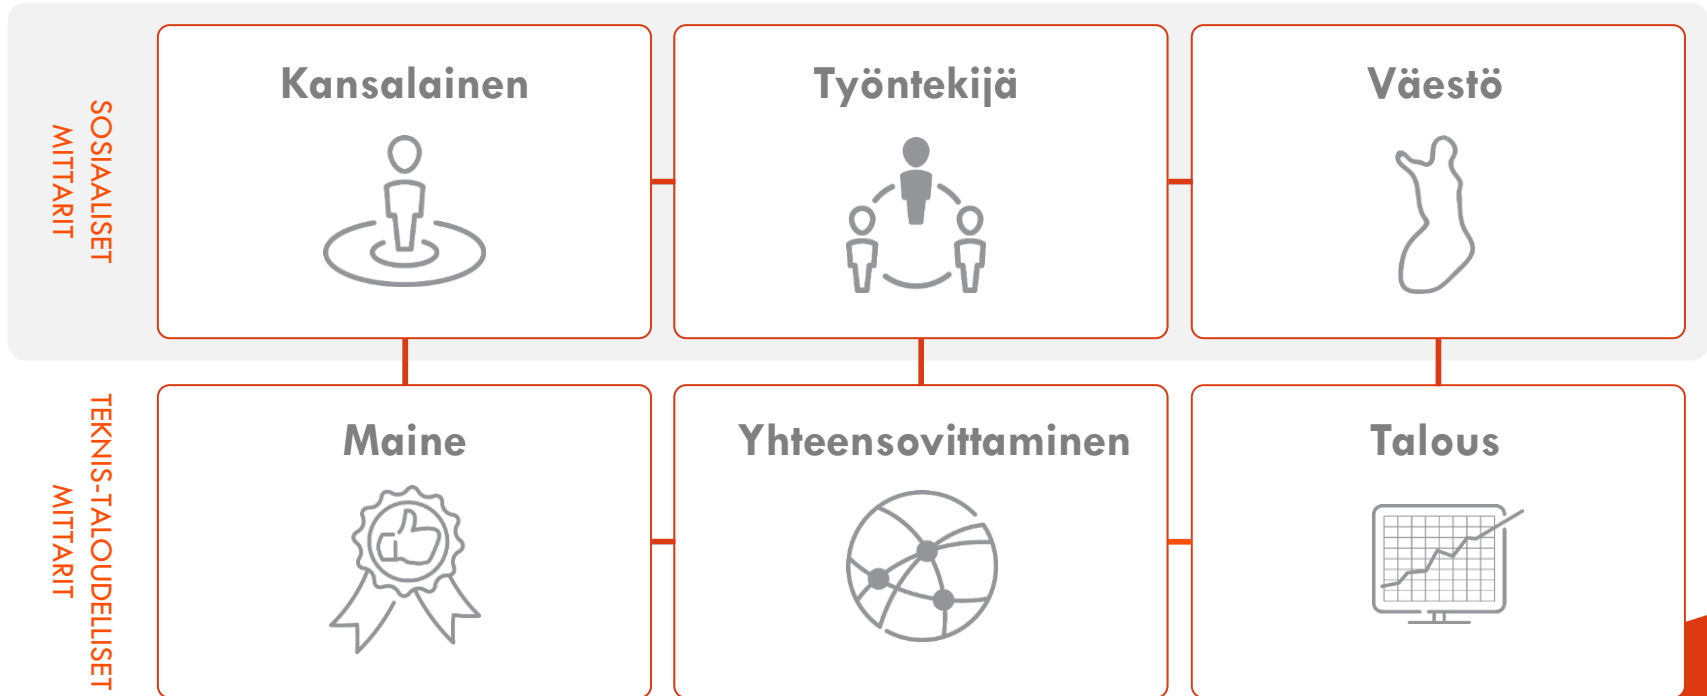 SOSIAALISET
MITTARIT
Kansalainen
Työntekijä
Väestö
TEKNIS-TALOUDELLISET
MITTARIT
Maine
Yhteensovittaminen
Talous